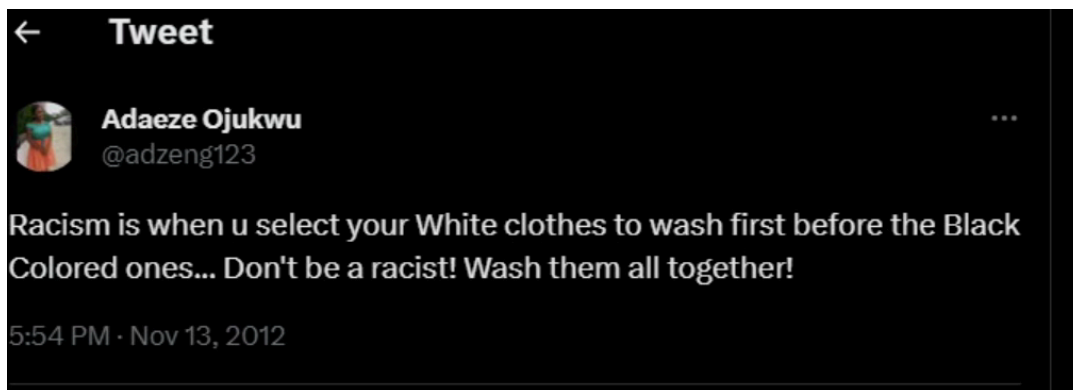 ← Tweet
Adaeze Ojukwu
@adzeng123
Racism is when u select your White clothes to wash first before the Black
Colored ones... Don't be a racist! Wash them all together!
5:54 PM · Nov 13, 2012